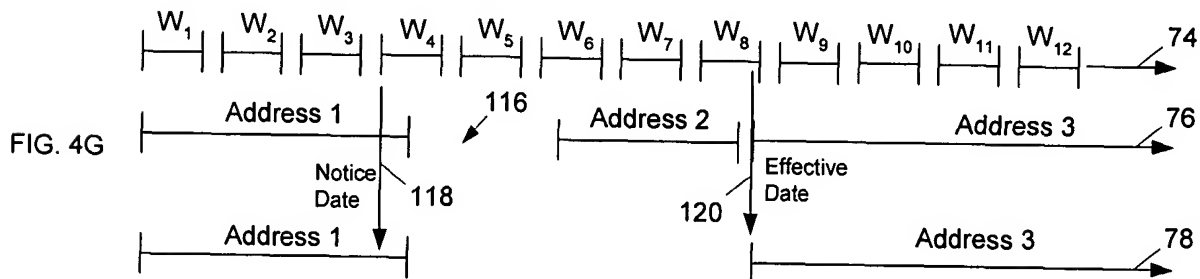 W1 W2 W3 W4 W5 W6 W7 W8 W9 W10 W11 W12 74
Address 1 116 Address 2 Address 3 76
FIG. 4G
Notice Date 118
120 Effective Date
Address 1 Address 3 78